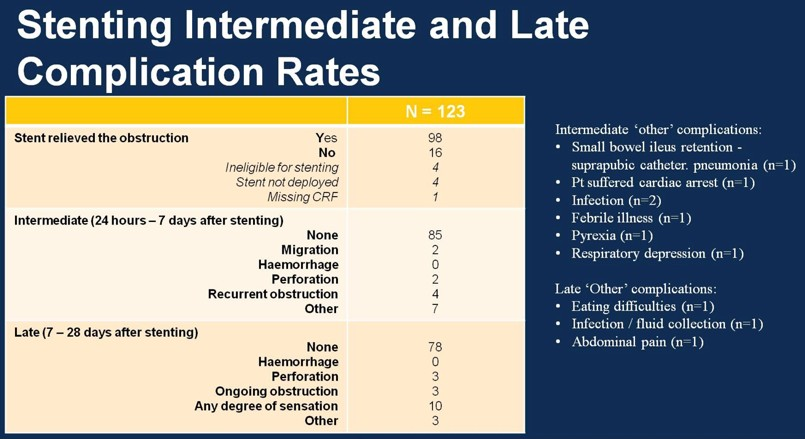 Stenting Intermediate and Late
Complication Rates
N = 123
Stent relieved the obstruction Yes 98
No 16
Ineligible for stenting 4
Stent not deployed 4
Missing CRF 1
Intermediate (24 hours – 7 days after stenting)
None 85
Migration 2
Haemorrhage 0
Perforation 2
Recurrent obstruction 4
Other 7
Late (7 – 28 days after stenting)
None 78
Haemorrhage 0
Perforation 3
Ongoing obstruction 3
Any degree of sensation 10
Other 3
Intermediate ‘other’ complications:
• Small bowel ileus retention -
suprapubic catheter. pneumonia (n=1)
• Pt suffered cardiac arrest (n=1)
• Infection (n=2)
• Febrile illness (n=1)
• Pyrexia (n=1)
• Respiratory depression (n=1)
Late ‘Other’ complications:
• Eating difficulties (n=1)
• Infection / fluid collection (n=1)
• Abdominal pain (n=1)